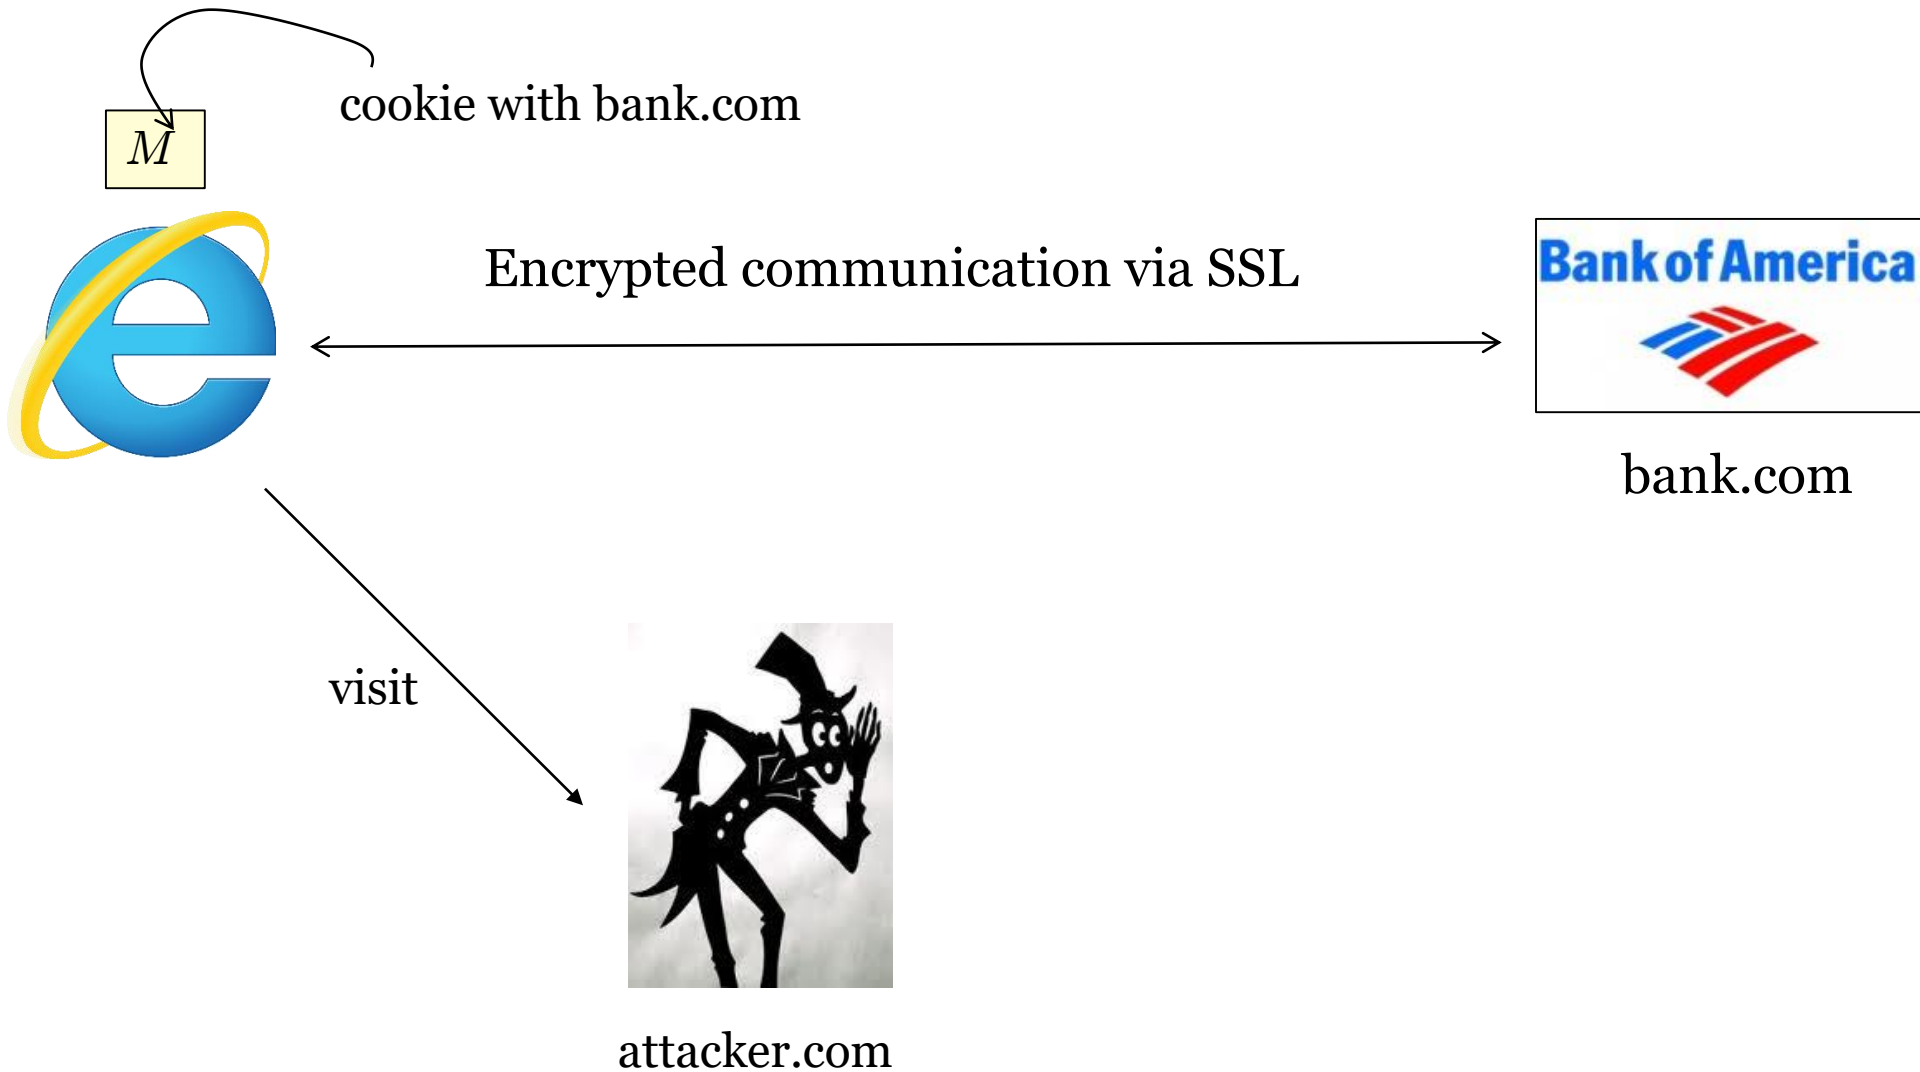 cookie with bank.com
M
Encrypted communication via SSL
Bank of America
bank.com
visit
attacker.com